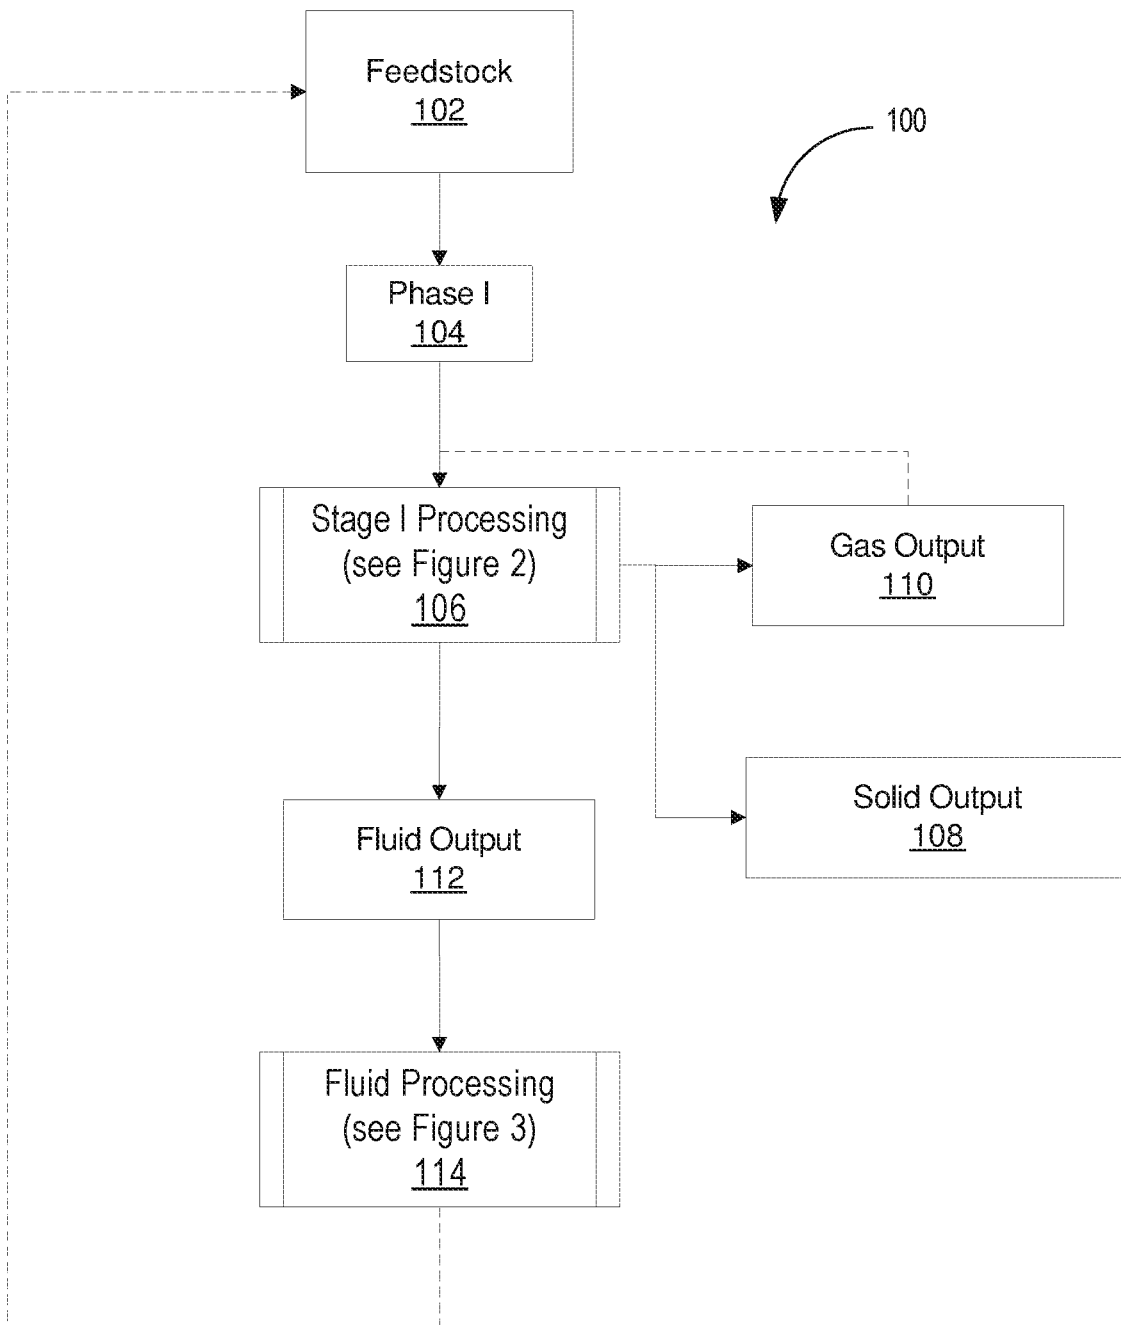 Feedstock
102
100
Phase I
104
Stage I Processing
(see Figure 2)
106
Gas Output
110
Solid Output
108
Fluid Output
112
Fluid Processing
(see Figure 3)
114